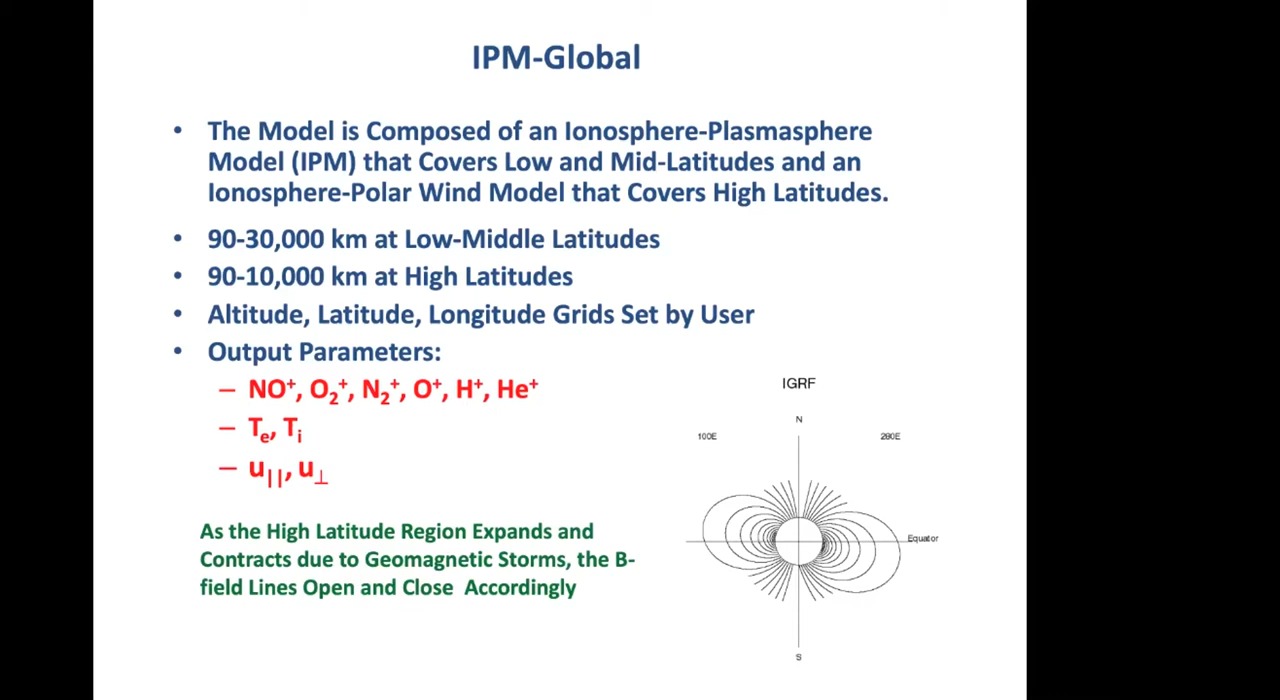 IPM-Global
• The Model is Composed of an Ionosphere-Plasmasphere
Model (IPM) that Covers Low and Mid-Latitudes and an
Ionosphere-Polar Wind Model that Covers High Latitudes.
• 90-30,000 km at Low-Middle Latitudes
• 90-10,000 km at High Latitudes
• Altitude, Latitude, Longitude Grids Set by User
• Output Parameters:
– NO⁺, O₂⁺, N₂⁺, O⁺, H⁺, He⁺
– Tₑ, Tᵢ
– u||, u⊥
As the High Latitude Region Expands and
Contracts due to Geomagnetic Storms, the B-
field Lines Open and Close Accordingly
IGRF
N
100E 280E
Equator
S